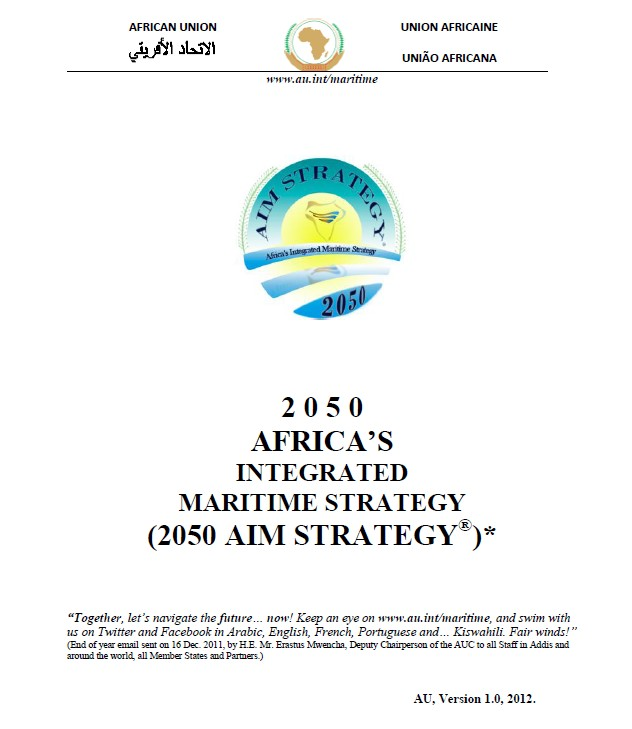 AFRICAN UNION
الاتحاد الأفريقي
UNION AFRICAINE
UNIÃO AFRICANA
www.au.int/maritime
AIM STRATEGY®
Africa's Integrated Maritime Strategy
2050
2 0 5 0
AFRICA’S
INTEGRATED
MARITIME STRATEGY
(2050 AIM STRATEGY®)*
“Together, let’s navigate the future… now! Keep an eye on www.au.int/maritime, and swim with
us on Twitter and Facebook in Arabic, English, French, Portuguese and… Kiswahili. Fair winds!”
(End of year email sent on 16 Dec. 2011, by H.E. Mr. Erastus Mwencha, Deputy Chairperson of the AUC to all Staff in Addis and
around the world, all Member States and Partners.)
AU, Version 1.0, 2012.